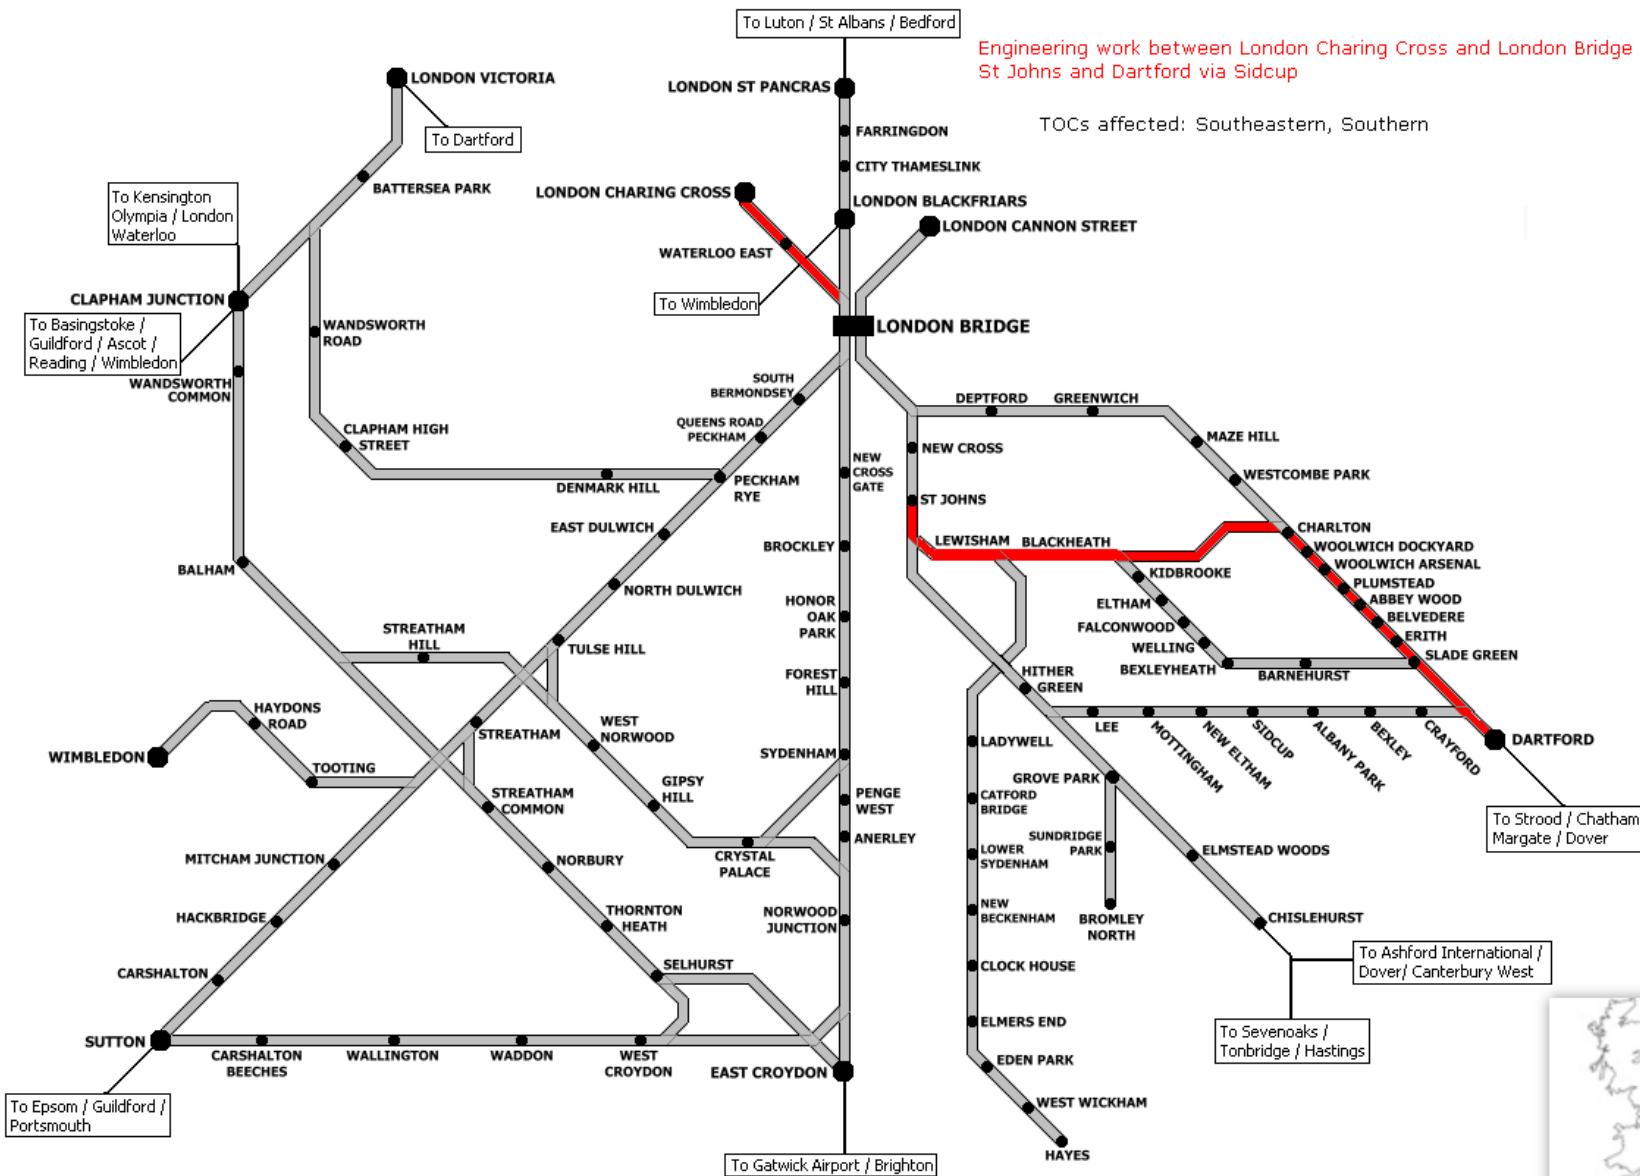 To Luton / St Albans / Bedford
Engineering work between London Charing Cross and London Bridge
St Johns and Dartford via Sidcup
TOCs affected: Southeastern, Southern
LONDON VICTORIA
To Dartford
BATTERSEA PARK
To Kensington
Olympia / London
Waterloo
CLAPHAM JUNCTION
To Basingstoke /
Guildford / Ascot /
Reading / Wimbledon
WANDSWORTH
COMMON
WANDSWORTH
ROAD
CLAPHAM HIGH
STREET
DENMARK HILL
LONDON ST PANCRAS
FARRINGDON
CITY THAMESLINK
LONDON CHARING CROSS
LONDON BLACKFRIARS
LONDON CANNON STREET
WATERLOO EAST
To Wimbledon
LONDON BRIDGE
SOUTH
BERMONDSEY
QUEENS ROAD
PECKHAM
PECKHAM
RYE
EAST DULWICH
NORTH DULWICH
TULSE HILL
NEW
CROSS
GATE
BROCKLEY
HONOR
OAK
PARK
FOREST
HILL
SYDENHAM
PENGE
WEST
ANERLEY
NORWOOD
JUNCTION
DEPTFORD
GREENWICH
MAZE HILL
WESTCOMBE PARK
NEW CROSS
ST JOHNS
LEWISHAM
BLACKHEATH
CHARLTON
WOOLWICH DOCKYARD
WOOLWICH ARSENAL
PLUMSTEAD
ABBEY WOOD
BELVEDERE
ERITH
SLADE GREEN
KIDBROOKE
ELTHAM
FALCONWOOD
WELLING
BEXLEYHEATH
BARNEHURST
HITHER
GREEN
LEE
MOTTINGHAM
NEW ELTHAM
SIDCUP
ALBANY PARK
BEXLEY
CRAYFORD
DARTFORD
To Strood / Chatham
Margate / Dover
LADYWELL
CATFORD
BRIDGE
LOWER
SYDENHAM
NEW
BECKENHAM
CLOCK HOUSE
ELMERS END
EDEN PARK
WEST WICKHAM
HAYES
GROVE PARK
SUNDRIDGE
PARK
BROMLEY
NORTH
ELMSTEAD WOODS
CHISLEHURST
To Ashford International /
Dover/ Canterbury West
To Sevenoaks /
Tonbridge / Hastings
BALHAM
STREATHAM
HILL
HAYDONS
ROAD
WIMBLEDON
TOOTING
STREATHAM
WEST
NORWOOD
GIPSY
HILL
CRYSTAL
PALACE
STREATHAM
COMMON
MITCHAM JUNCTION
NORBURY
HACKBRIDGE
THORNTON
HEATH
CARSHALTON
SELHURST
SUTTON
CARSHALTON
BEECHES
WALLINGTON
WADDON
WEST
CROYDON
EAST CROYDON
To Epsom / Guildford /
Portsmouth
To Gatwick Airport / Brighton